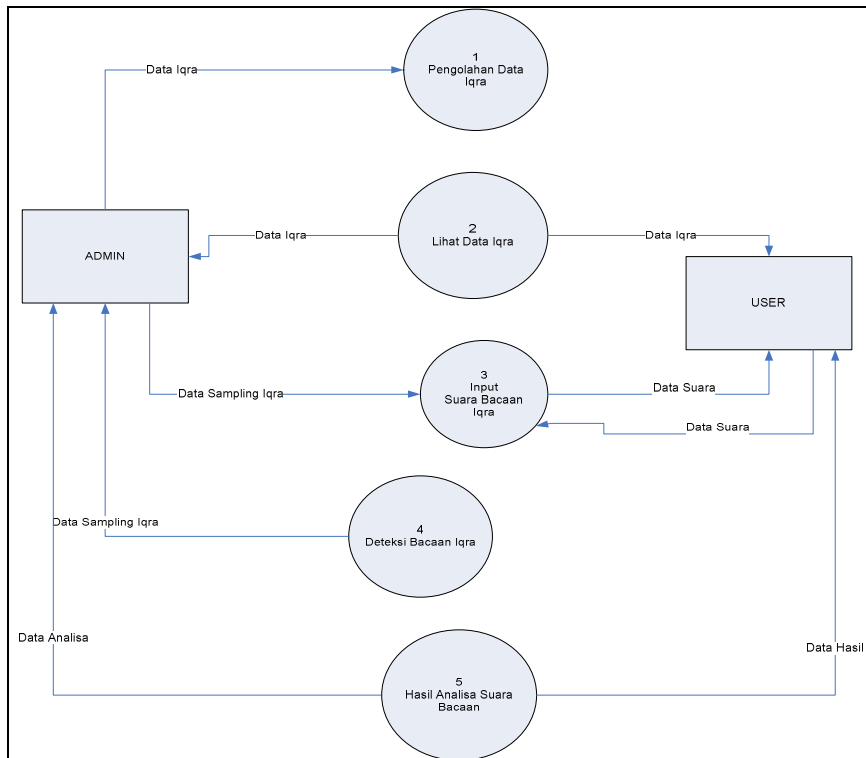 1
Pengolahan Data
Iqra
Data Iqra
2
Lihat Data Iqra
Data Iqra
Data Iqra
ADMIN
USER
3
Input
Suara Bacaan
Iqra
Data Sampling Iqra
Data Suara
Data Suara
4
Deteksi Bacaan Iqra
Data Sampling Iqra
Data Analisa
Data Hasil
5
Hasil Analisa Suara
Bacaan